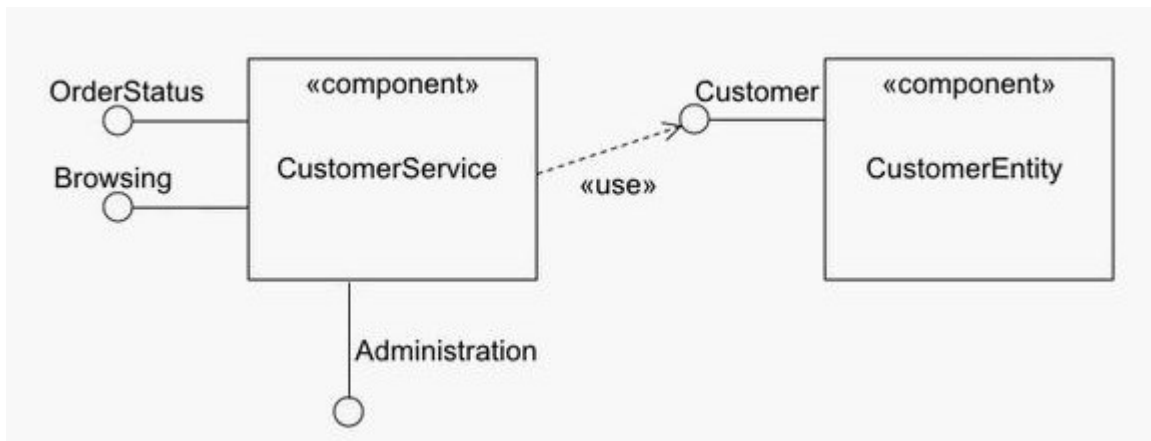 OrderStatus
Browsing
«component»
CustomerService
Administration
«use»
Customer
«component»
CustomerEntity